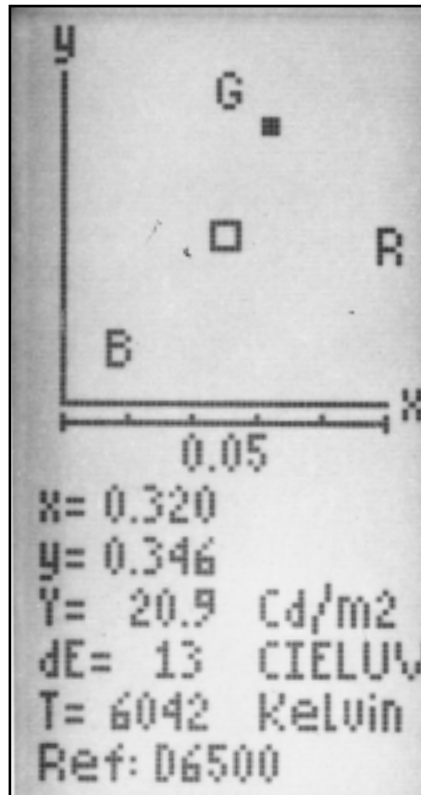 y
G
R
B
x
0.05
x= 0.320
y= 0.346
Y= 20.9 Cd/m2
dE= 13 CIELUV
T= 6042 Kelvin
Ref: D6500